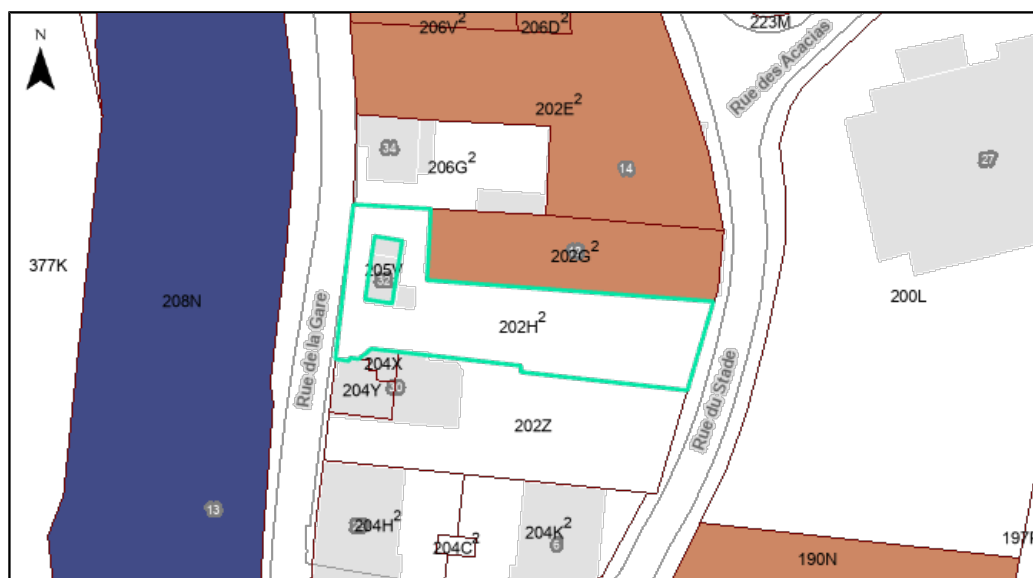 206V²
206D²
223M
N
Rue des Acacias
202E²
34
27
206G²
14
205V
202G²
377K
32
208N
200L
202H²
Rue de la Gare
204X
30
204Y
Rue du Stade
202Z
13
204H²
204K²
204C²
6
190N